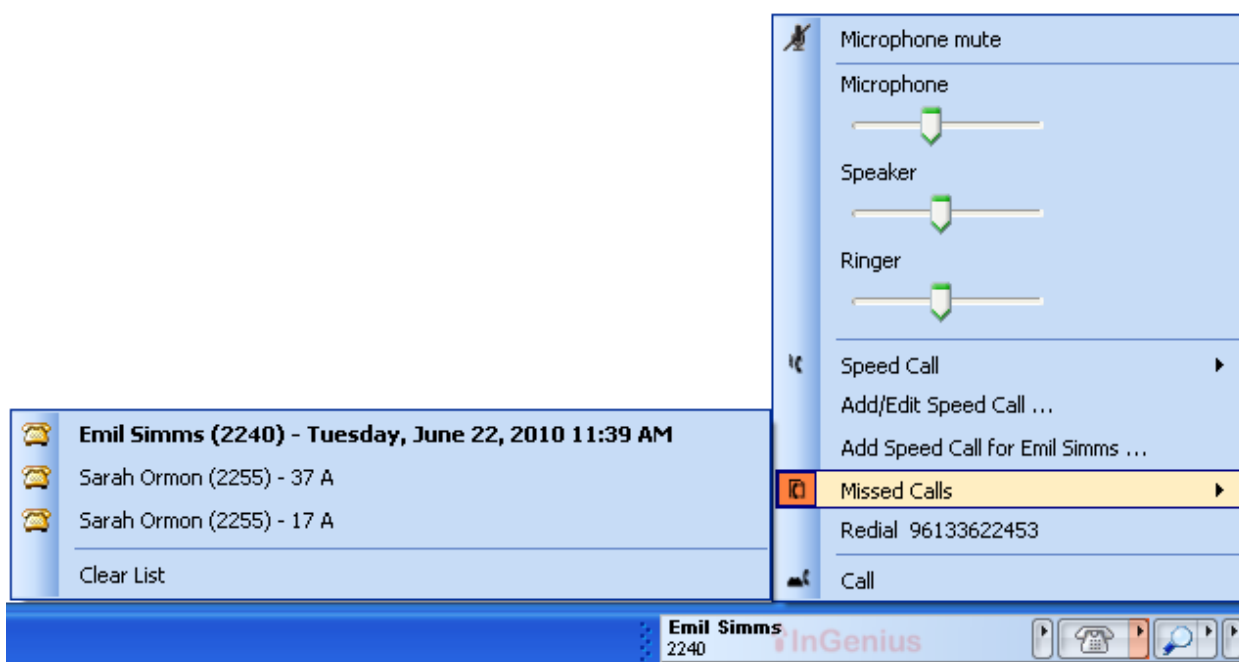 Microphone mute
Microphone
Speaker
Ringer
Speed Call
Add/Edit Speed Call ...
Add Speed Call for Emil Simms ...
Missed Calls
Redial 96133622453
Call
Emil Simms (2240) - Tuesday, June 22, 2010 11:39 AM
Sarah Ormon (2255) - 37 A
Sarah Ormon (2255) - 17 A
Clear List
Emil Simms
2240
InGenius